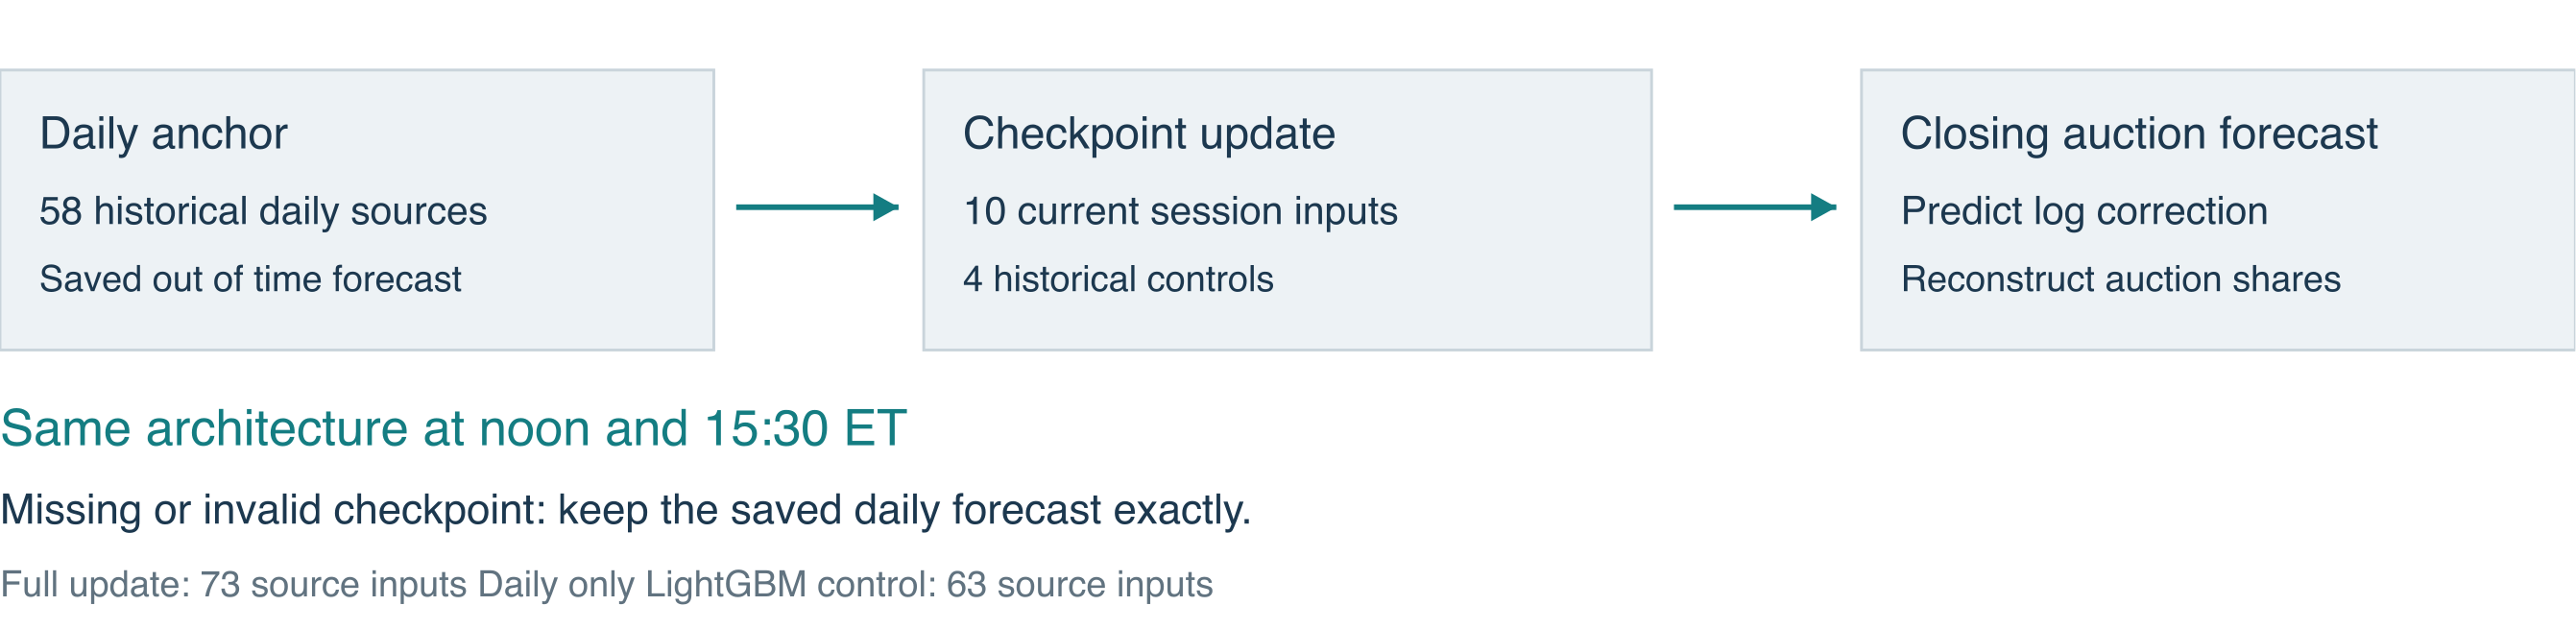 Daily anchor
58 historical daily sources
Saved out of time forecast
Checkpoint update
10 current session inputs
4 historical controls
Closing auction forecast
Predict log correction
Reconstruct auction shares
Same architecture at noon and 15:30 ET
Missing or invalid checkpoint: keep the saved daily forecast exactly.
Full update: 73 source inputs Daily only LightGBM control: 63 source inputs